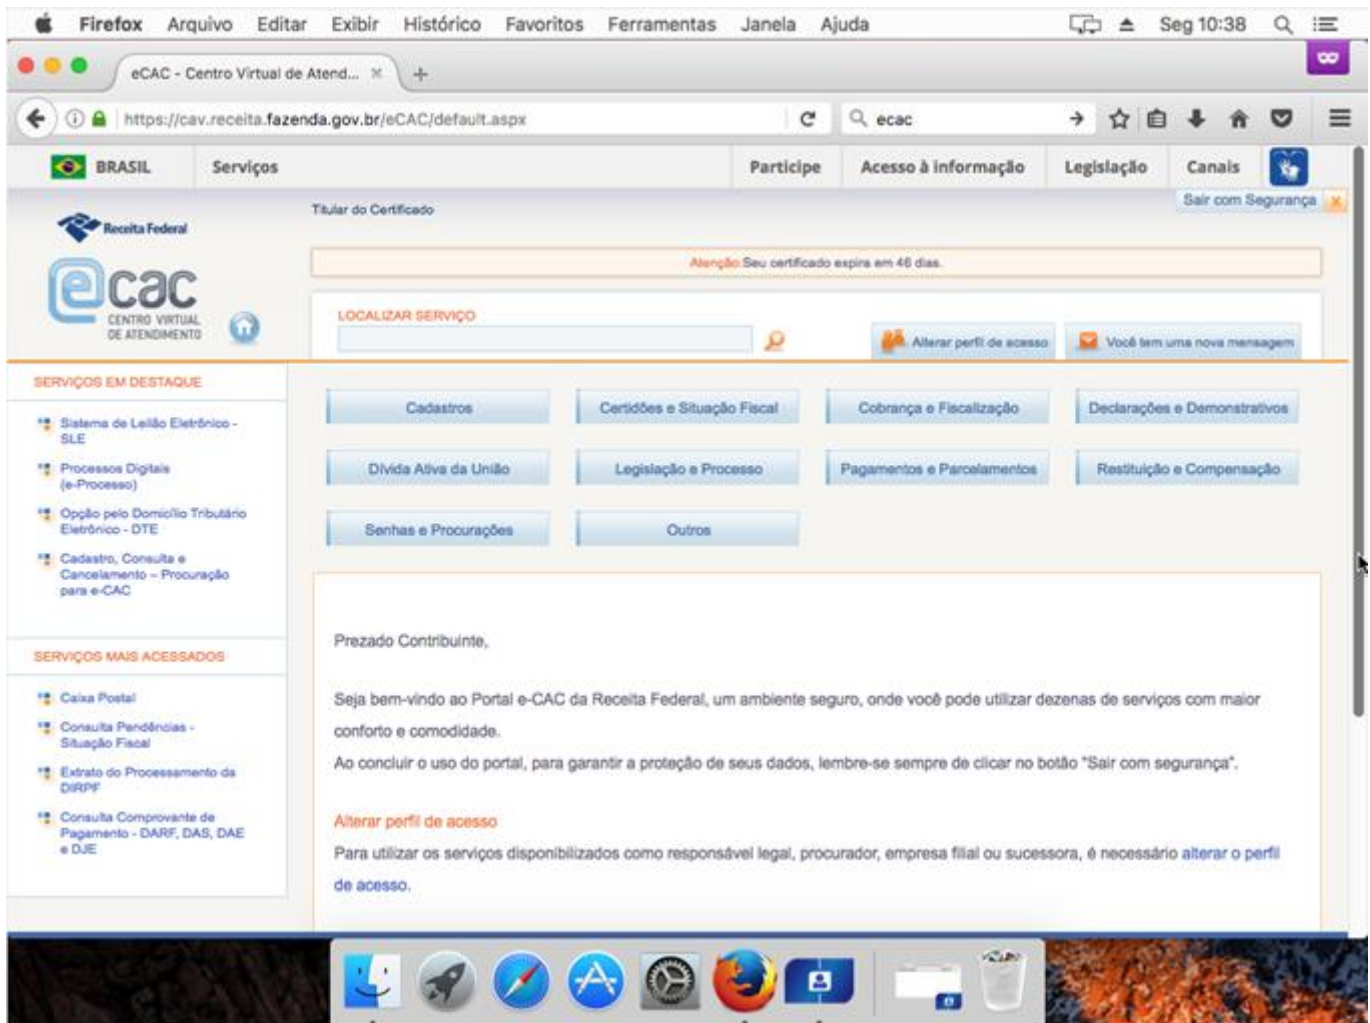 Firefox Arquivo Editar Exibir Histórico Favoritos Ferramentas Janela Ajuda Seg 10:38
eCAC - Centro Virtual de Atend...
https://cav.receita.fazenda.gov.br/eCAC/default.aspx ecac
BRASIL Serviços Participe Acesso à informação Legislação Canais
Titular do Certificado Sair com Segurança x
Receita Federal
Atenção: Seu certificado expira em 46 dias.
ecac
CENTRO VIRTUAL
DE ATENDIMENTO
LOCALIZAR SERVIÇO
Alterar perfil de acesso Você tem uma nova mensagem
SERVIÇOS EM DESTAQUE
Sistema de Leilão Eletrônico -
SLE
Processos Digitais
(e-Processo)
Opção pelo Domicílio Tributário
Eletrônico - DTE
Cadastro, Consulta e
Cancelamento – Procuração
para e-CAC
SERVIÇOS MAIS ACESSADOS
Caixa Postal
Consulta Pendências -
Situação Fiscal
Extrato do Processamento da
DIRPF
Consulta Comprovante de
Pagamento - DARF, DAS, DAE
e DJE
Cadastros Certidões e Situação Fiscal Cobrança e Fiscalização Declarações e Demonstrativos
Dívida Ativa da União Legislação e Processo Pagamentos e Parcelamentos Restituição e Compensação
Senhas e Procurações Outros
Prezado Contribuinte,
Seja bem-vindo ao Portal e-CAC da Receita Federal, um ambiente seguro, onde você pode utilizar dezenas de serviços com maior
conforto e comodidade.
Ao concluir o uso do portal, para garantir a proteção de seus dados, lembre-se sempre de clicar no botão "Sair com segurança".
Alterar perfil de acesso
Para utilizar os serviços disponibilizados como responsável legal, procurador, empresa filial ou sucessora, é necessário alterar o perfil
de acesso.